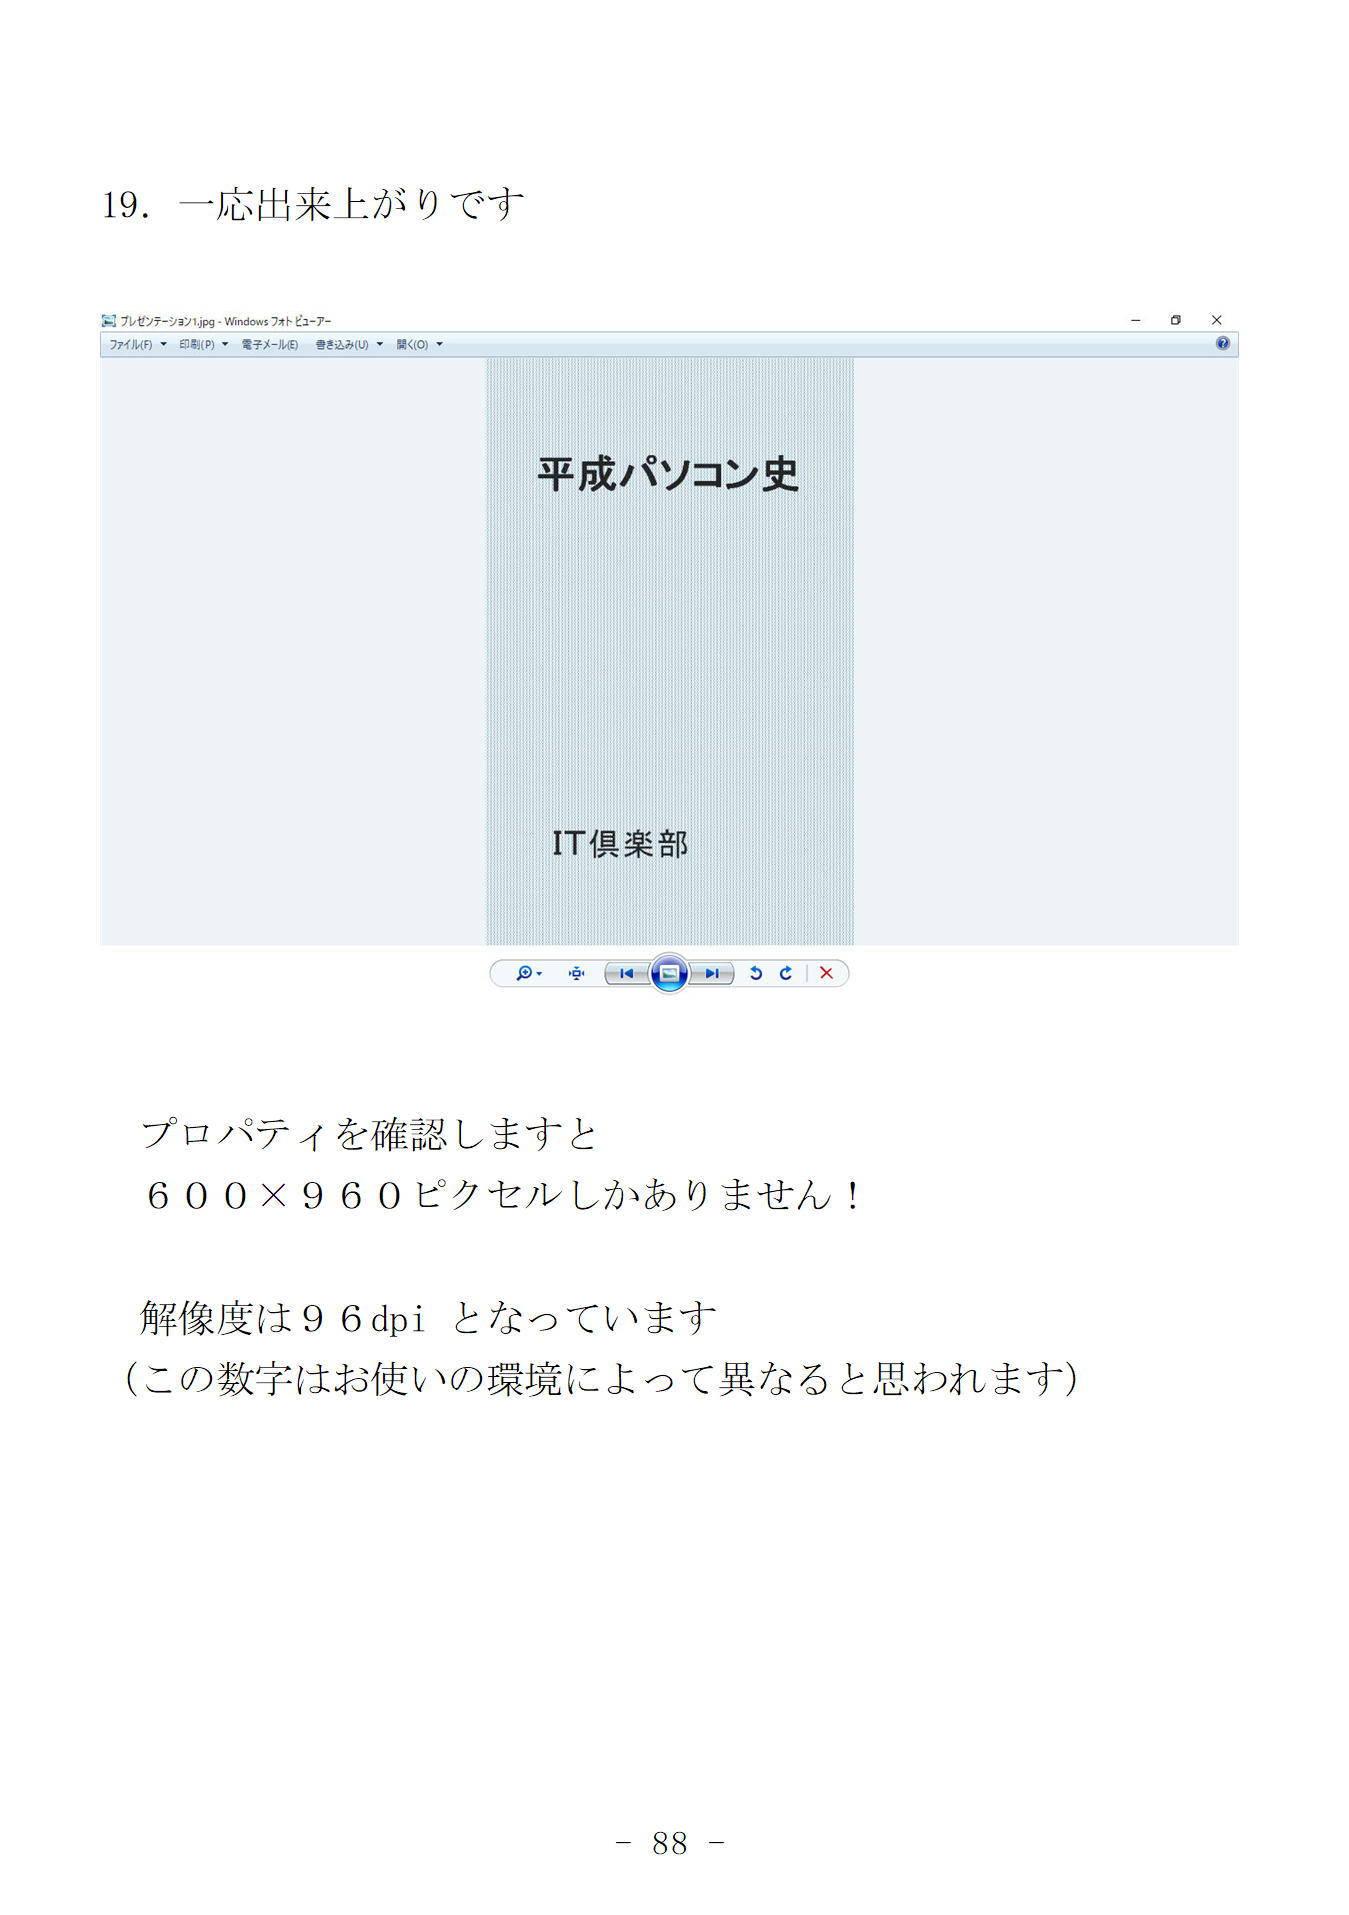 19. 一応出来上がりです
プレゼンテーション1.jpg - Windows フォト ビューアー
ファイル(F) 印刷(P) 電子メール(E) 書き込み(U) 開く(O)
平成パソコン史
IT倶楽部
プロパティを確認しますと
６００×９６０ピクセルしかありません！
解像度は９６dpi となっています
（この数字はお使いの環境によって異なると思われます）
- 88 -